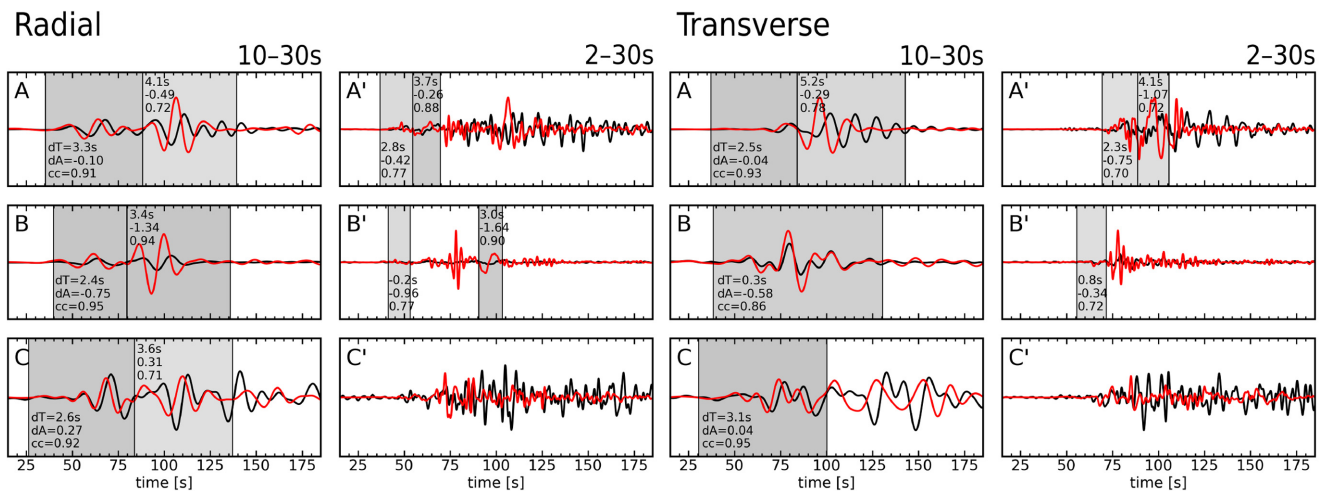 Radial
Transverse
10–30s
2–30s
10–30s
2–30s
A
4.1s
-0.49
0.72
dT=3.3s
dA=-0.10
cc=0.91
A'
3.7s
-0.26
0.88
2.8s
-0.42
0.77
A
5.2s
-0.29
0.78
dT=2.5s
dA=-0.04
cc=0.93
A'
4.1s
-1.07
0.72
2.3s
-0.75
0.70
B
3.4s
-1.34
0.94
dT=2.4s
dA=-0.75
cc=0.95
B'
3.0s
-1.64
0.90
-0.2s
-0.96
0.77
B
dT=0.3s
dA=-0.58
cc=0.86
B'
0.8s
-0.34
0.72
C
3.6s
0.31
0.71
dT=2.6s
dA=0.27
cc=0.92
C'
C
dT=3.1s
dA=0.04
cc=0.95
C'
25 50 75 100 125 175
25 50 75 100 125 175
25 50 75 100 125 175
25 50 75 100 125 175
time [s]
time [s]
time [s]
time [s]